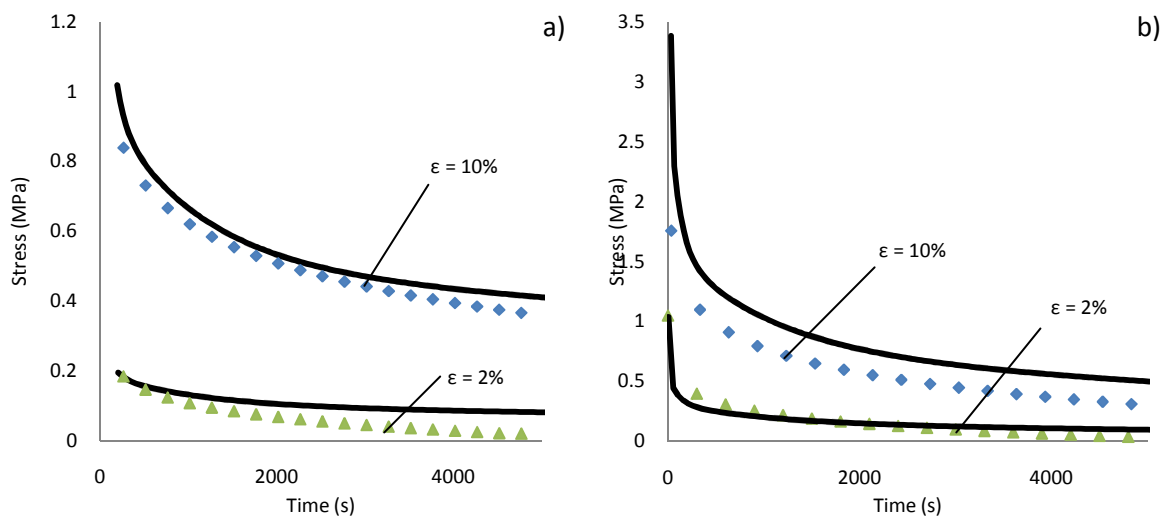 a)
1.2
1
0.8
0.6
0.4
0.2
0
Stress (MPa)
ε = 10%
ε = 2%
0
2000
4000
Time (s)
b)
3.5
3
2.5
2
1.5
1
0.5
0
Stress (MPa)
ε = 10%
ε = 2%
0
2000
4000
Time (s)